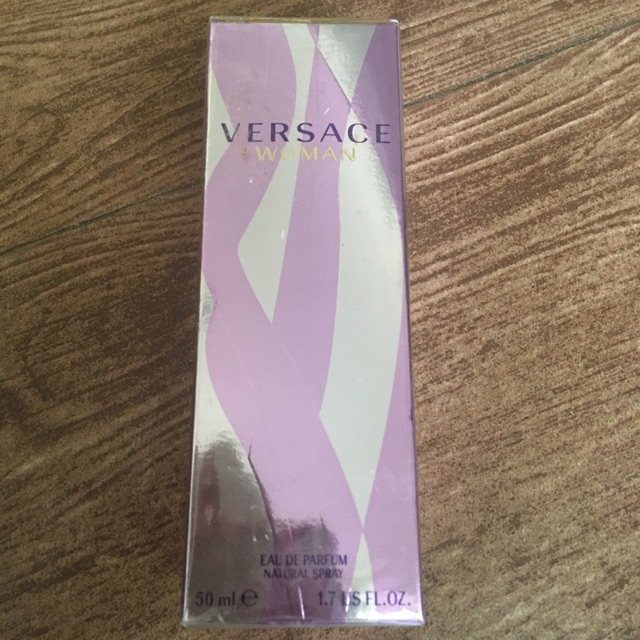 VERSACE
WOMAN
EAU DE PARFUM
NATURAL SPRAY
50 ml ℮ 1.7 US FL.OZ.